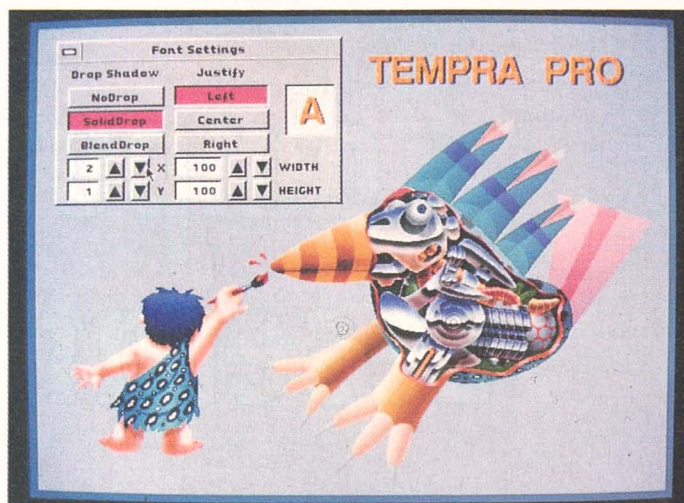 Font Settings
TEMPRA PRO
Drop Shadow Justify
NoDrop Left
SolidDrop Center
BlendDrop Right
A
2 X 100 WIDTH
1 Y 100 HEIGHT